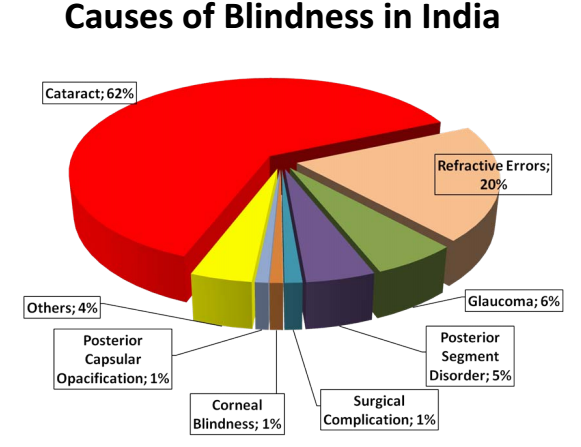 Causes of Blindness in India
Cataract; 62%
Refractive Errors;
20%
Glaucoma; 6%
Others; 4%
Posterior
Capsular
Opacification; 1%
Posterior
Segment
Disorder; 5%
Corneal
Blindness; 1%
Surgical
Complication; 1%